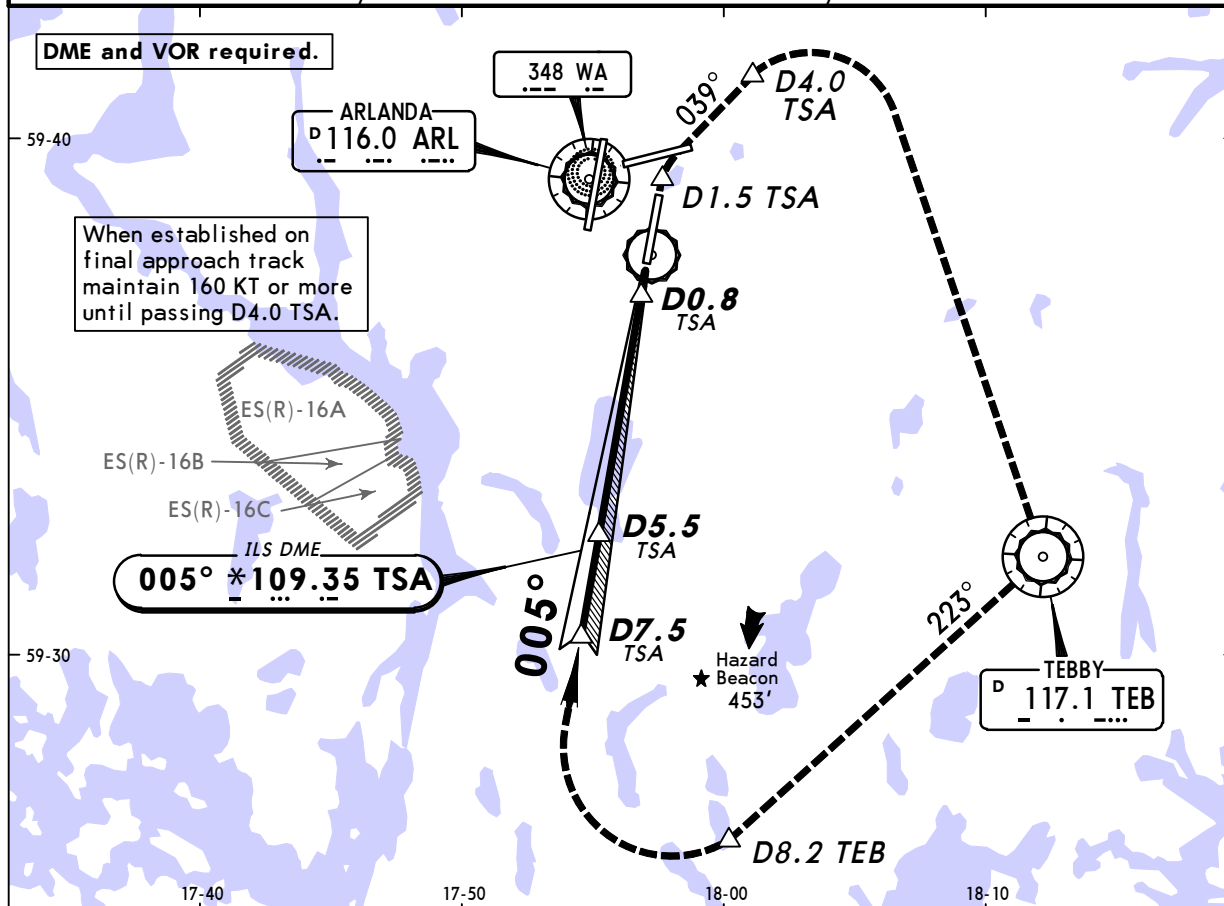 DME and VOR required.
348 WA
ARLANDA
D 116.0 ARL
039°
D4.0
TSA
59-40
D1.5 TSA
When established on
final approach track
maintain 160 KT or more
until passing D4.0 TSA.
D0.8
TSA
ES(R)-16A
ES(R)-16B
ES(R)-16C
D5.5
TSA
ILS DME
005° *109.35 TSA
005°
D7.5
TSA
223°
59-30
Hazard
Beacon
453'
TEBBY
D 117.1 TEB
D8.2 TEB
17-40
17-50
18-00
18-10